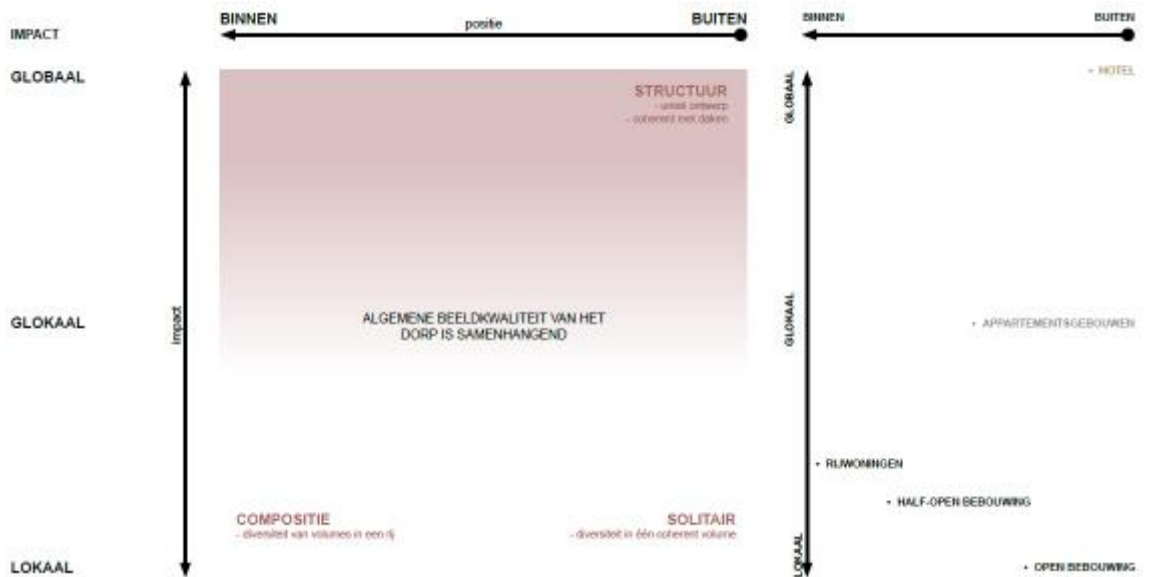 BINNEN
positie
BUITEN
IMPACT
GLOBAAL
STRUCTUUR
- uniek ontwerp
- coherent met daken
impact
GLOKAAL
ALGEMENE BEELDKWALITEIT VAN HET
DORP IS SAMENHANGEND
COMPOSITIE
- diversiteit van volumes in een rij
SOLITAIR
- diversiteit in één coherent volume
LOKAAL
BINNEN
BUITEN
GLOBAAL
• HOTEL
GLOKAAL
• APPARTEMENTSGEBOUWEN
• RIJWONINGEN
• HALF-OPEN BEBOUWING
LOKAAL
• OPEN BEBOUWING